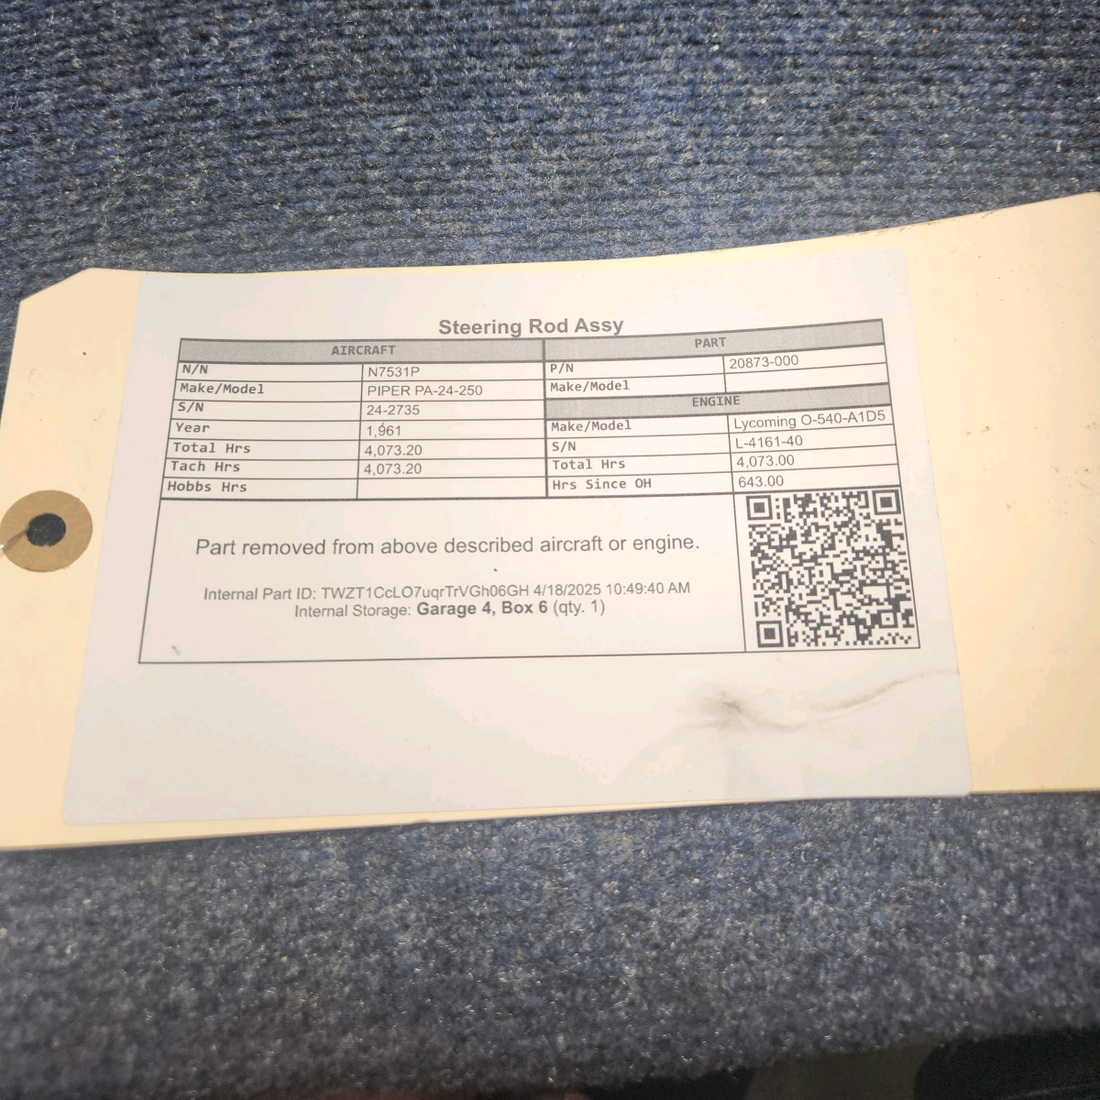 Steering Rod Assy
AIRCRAFT PART
N/N N7531P P/N 20873-000
Make/Model PIPER PA-24-250 Make/Model
S/N 24-2735 ENGINE
Year 1,961 Make/Model Lycoming O-540-A1D5
Total Hrs 4,073.20 S/N L-4161-40
Tach Hrs 4,073.20 Total Hrs 4,073.00
Hobbs Hrs Hrs Since OH 643.00
Part removed from above described aircraft or engine.
Internal Part ID: TWZT1CcLO7uqrTrVGh06GH 4/18/2025 10:49:40 AM
Internal Storage: Garage 4, Box 6 (qty. 1)